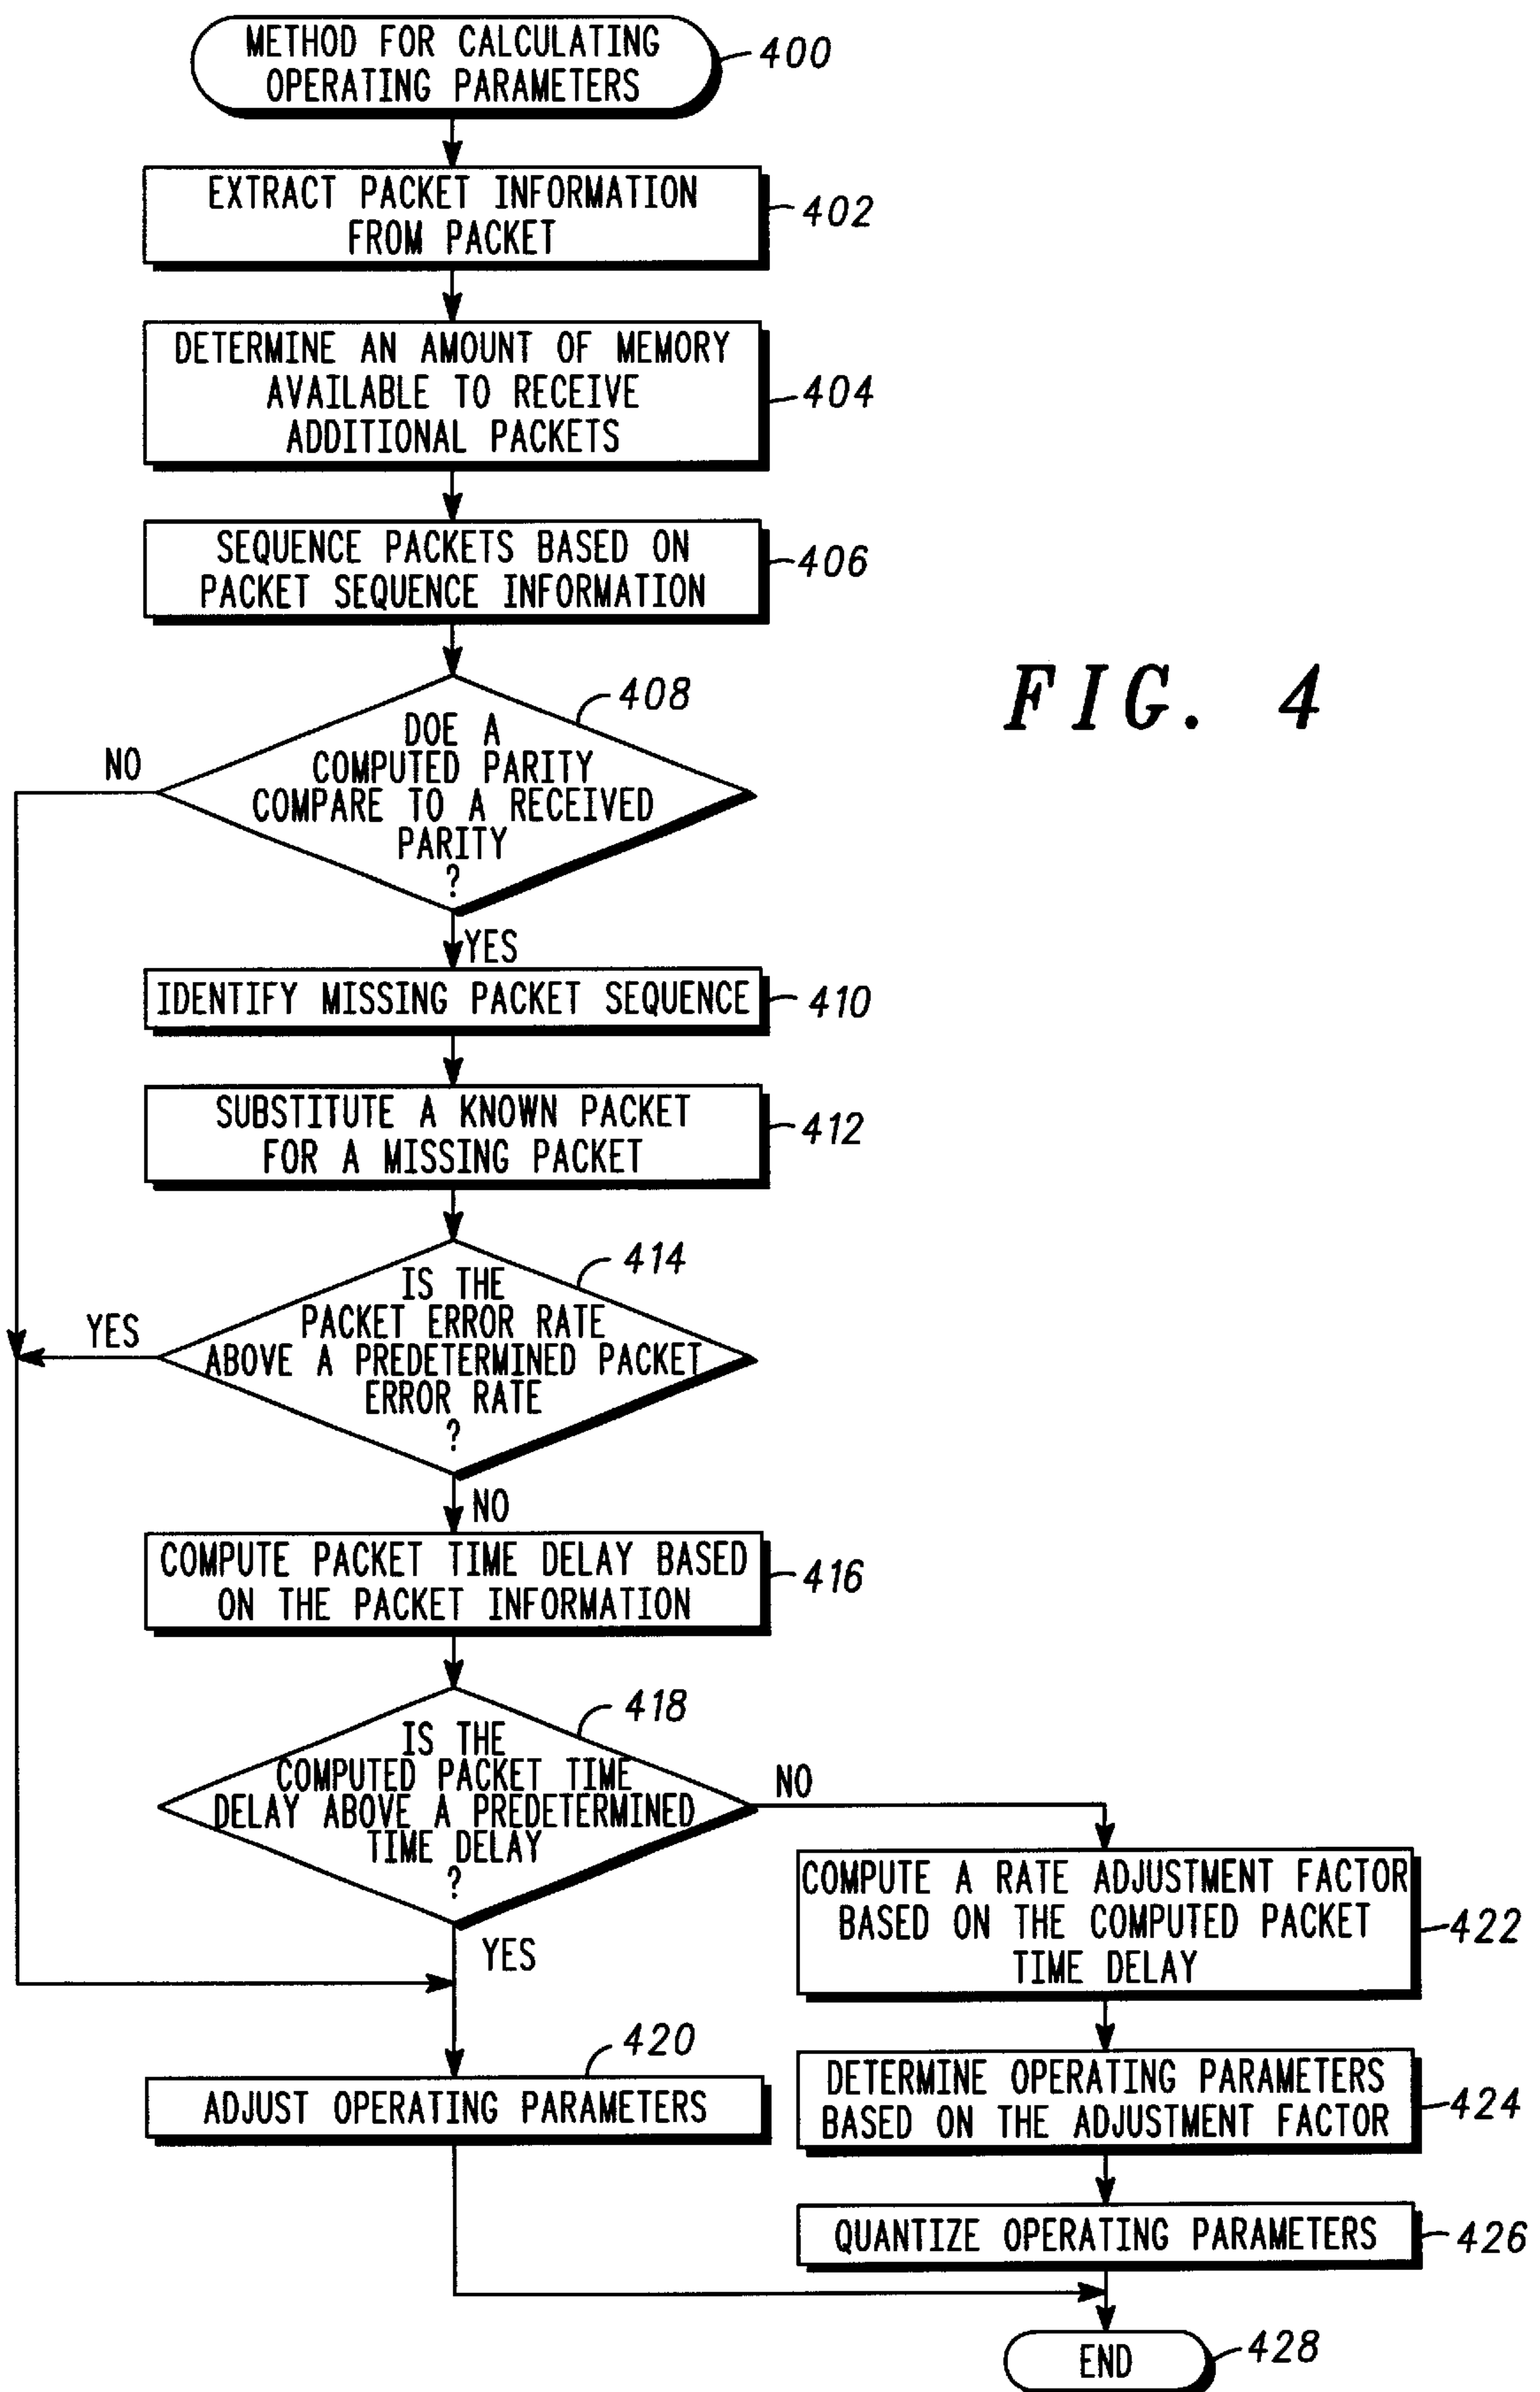 METHOD FOR CALCULATING
OPERATING PARAMETERS
400
EXTRACT PACKET INFORMATION
FROM PACKET
402
DETERMINE AN AMOUNT OF MEMORY
AVAILABLE TO RECEIVE
ADDITIONAL PACKETS
404
SEQUENCE PACKETS BASED ON
PACKET SEQUENCE INFORMATION
406
FIG. 4
408
DOE A
COMPUTED PARITY
COMPARE TO A RECEIVED
PARITY
?
NO
YES
IDENTIFY MISSING PACKET SEQUENCE
410
SUBSTITUTE A KNOWN PACKET
FOR A MISSING PACKET
412
414
IS THE
PACKET ERROR RATE
ABOVE A PREDETERMINED PACKET
ERROR RATE
?
YES
NO
COMPUTE PACKET TIME DELAY BASED
ON THE PACKET INFORMATION
416
418
IS THE
COMPUTED PACKET TIME
DELAY ABOVE A PREDETERMINED
TIME DELAY
?
NO
YES
COMPUTE A RATE ADJUSTMENT FACTOR
BASED ON THE COMPUTED PACKET
TIME DELAY
422
420
ADJUST OPERATING PARAMETERS
DETERMINE OPERATING PARAMETERS
BASED ON THE ADJUSTMENT FACTOR
424
QUANTIZE OPERATING PARAMETERS
426
END
428